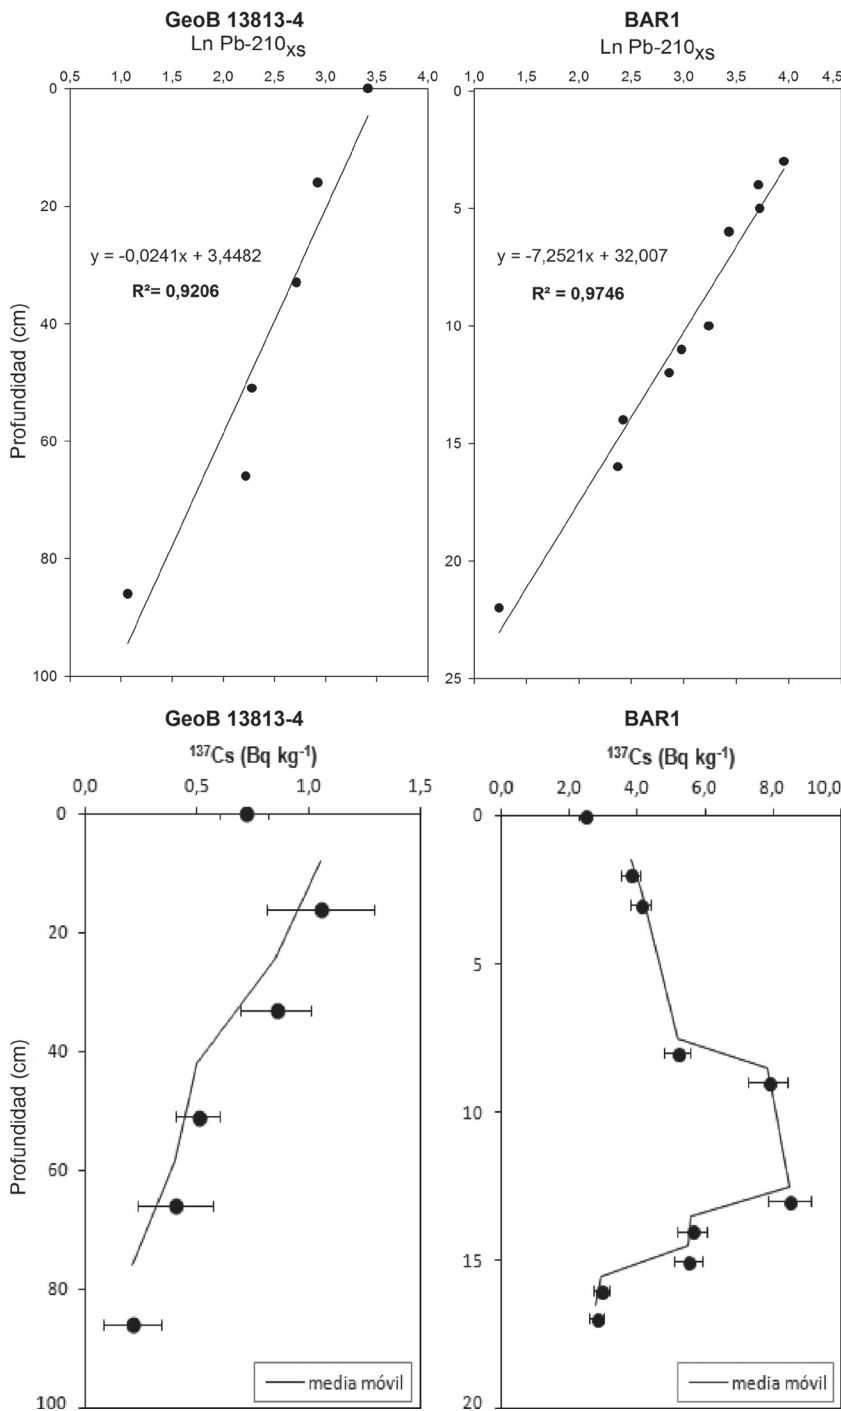 GeoB 13813-4
Ln Pb-210XS
0,5 1,0 1,5 2,0 2,5 3,0 3,5 4,0
0
20
40
60
80
100
Profundidad (cm)
y = -0,0241x + 3,4482
R²= 0,9206
BAR1
Ln Pb-210XS
1,0 1,5 2,0 2,5 3,0 3,5 4,0 4,5
0
5
10
15
20
25
y = -7,2521x + 32,007
R² = 0,9746
GeoB 13813-4
¹³⁷Cs (Bq kg⁻¹)
0,0 0,5 1,0 1,5
0
20
40
60
80
100
Profundidad (cm)
media móvil
BAR1
¹³⁷Cs (Bq kg⁻¹)
0,0 2,0 4,0 6,0 8,0 10,0
0
5
10
15
20
media móvil